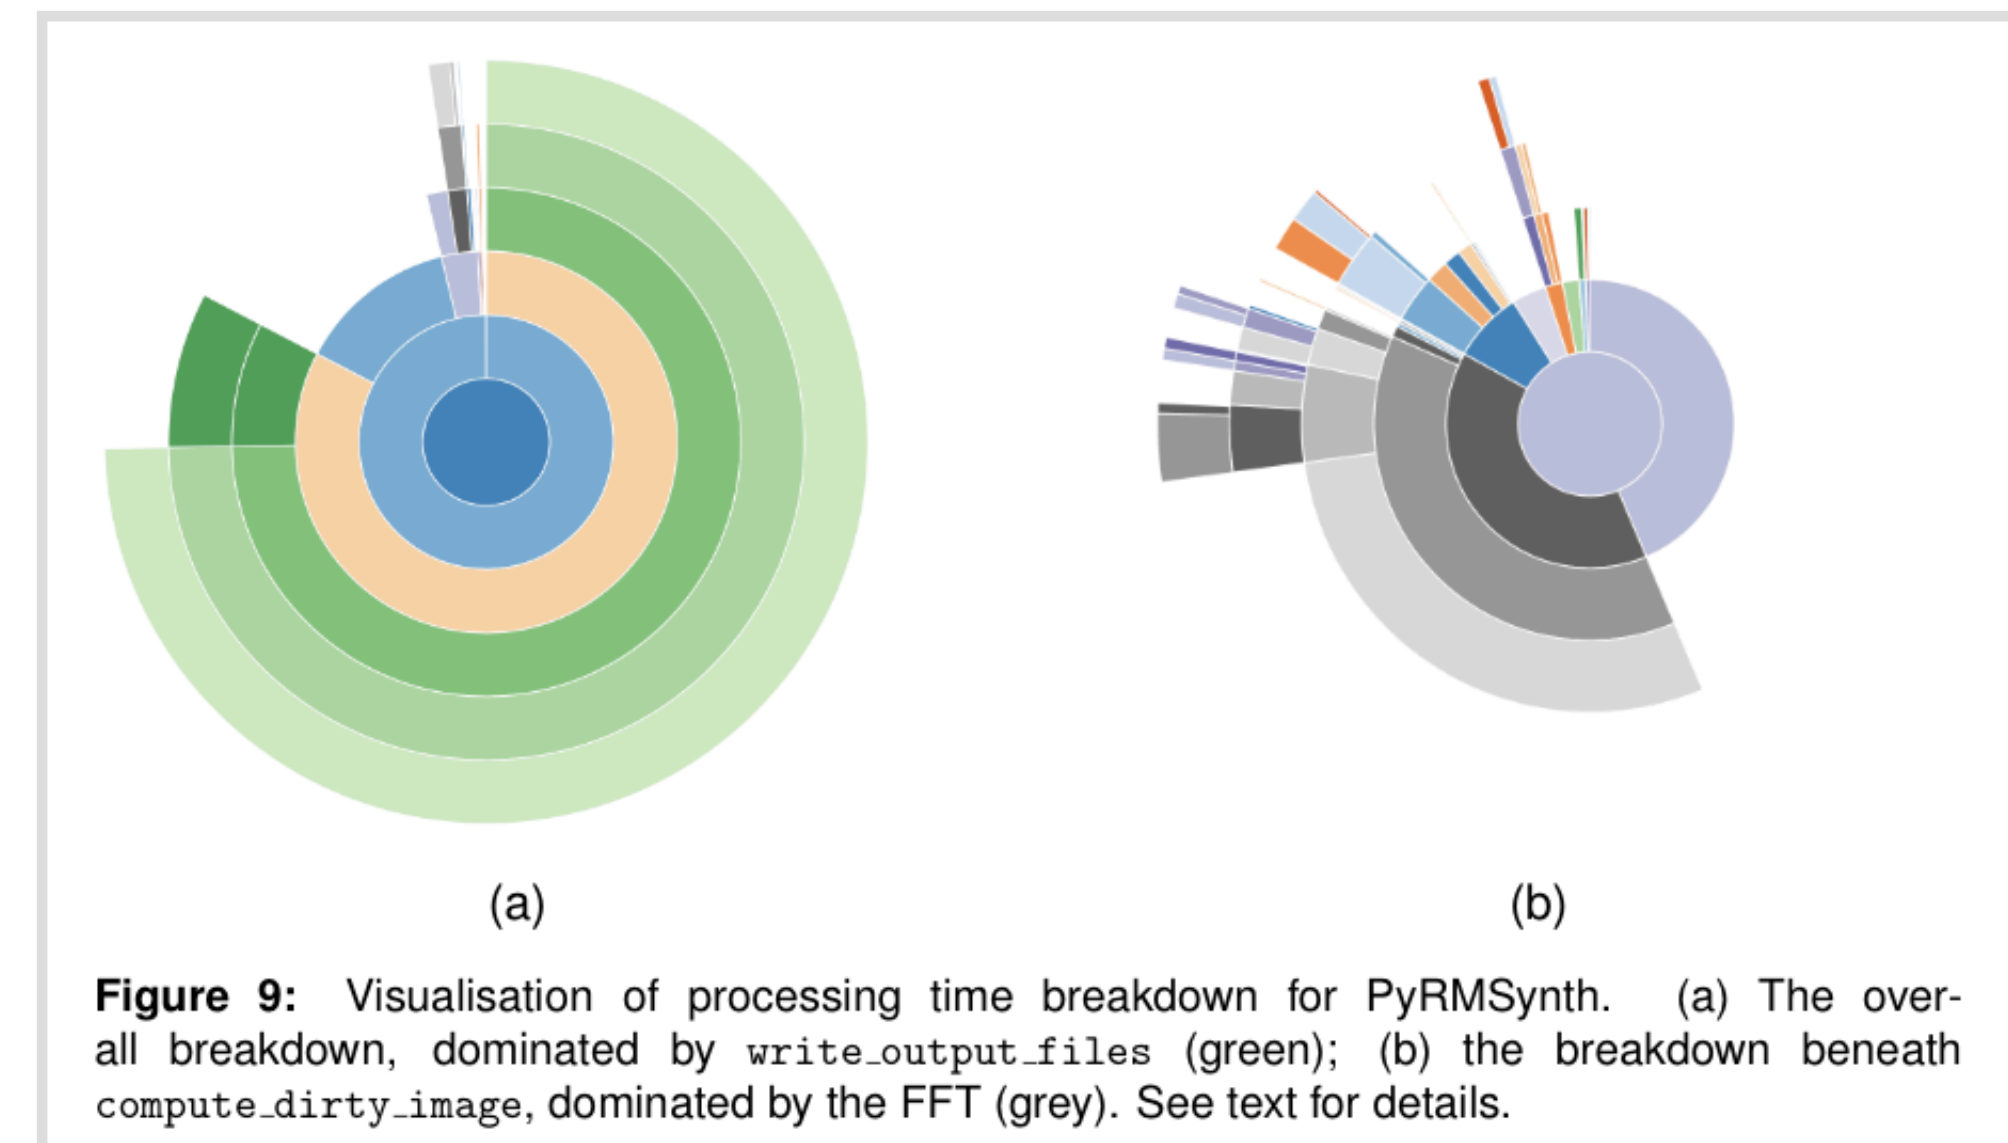 (a)
(b)
Figure 9: Visualisation of processing time breakdown for PyRMSynth. (a) The over-
all breakdown, dominated by write_output_files (green); (b) the breakdown beneath
compute_dirty_image, dominated by the FFT (grey). See text for details.